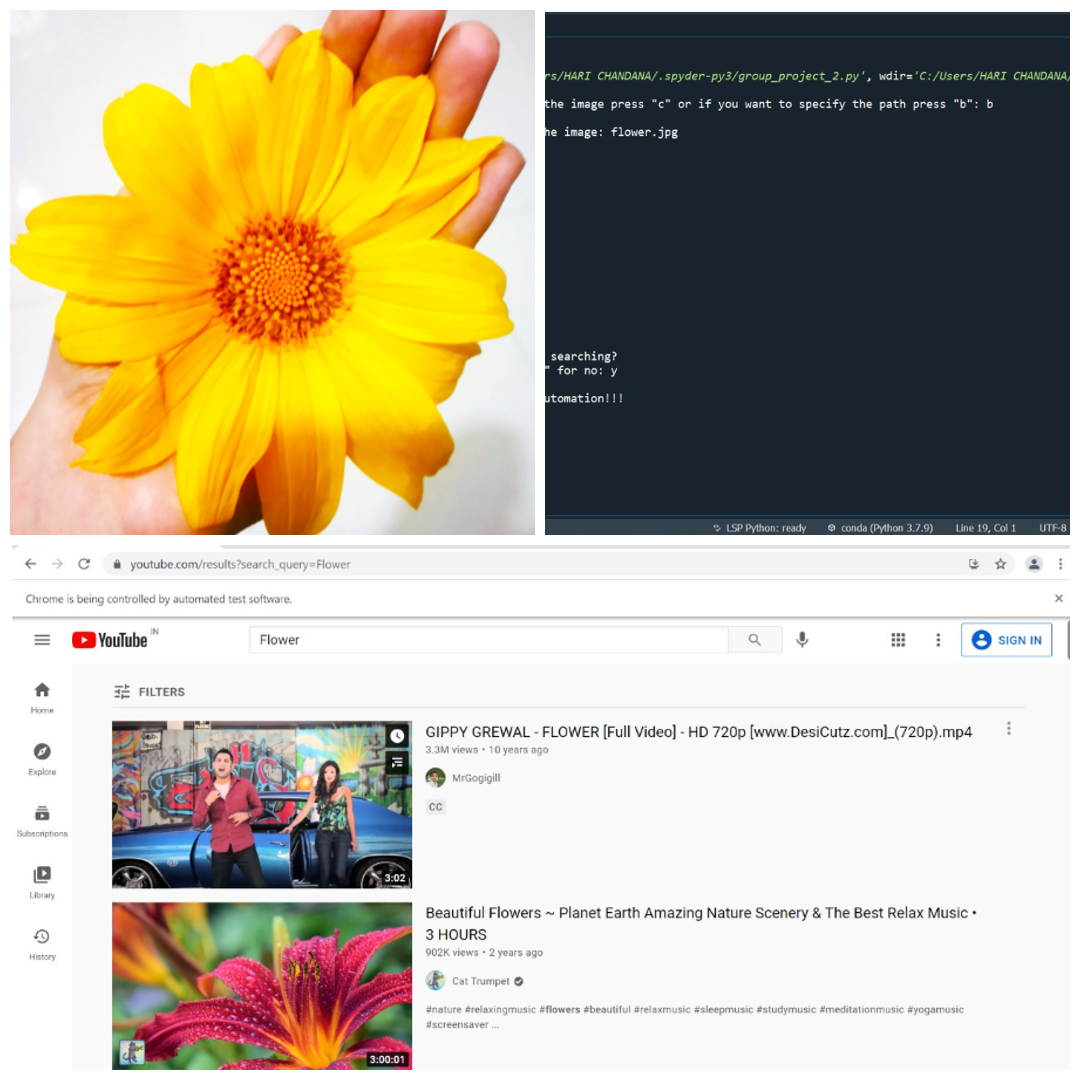 rs/HARI CHANDANA/.spyder-py3/group_project_2.py', wdir='C:/Users/HARI CHANDANA/
the image press "c" or if you want to specify the path press "b": b
he image: flower.jpg
searching?
" for no: y
utomation!!!
LSP Python: ready conda (Python 3.7.9) Line 19, Col 1 UTF-8
youtube.com/results?search_query=Flower
Chrome is being controlled by automated test software.
YouTube IN Flower SIGN IN
Home
Explore
Subscriptions
Library
History
FILTERS
GIPPY GREWAL - FLOWER [Full Video] - HD 720p [www.DesiCutz.com]_(720p).mp4
3.3M views • 10 years ago
MrGogigill
CC
3:02
Beautiful Flowers ~ Planet Earth Amazing Nature Scenery & The Best Relax Music •
3 HOURS
902K views • 2 years ago
Cat Trumpet
#nature #relaxingmusic #flowers #beautiful #relaxmusic #sleepmusic #studymusic #meditationmusic #yogamusic
#screensaver ...
3:00:01